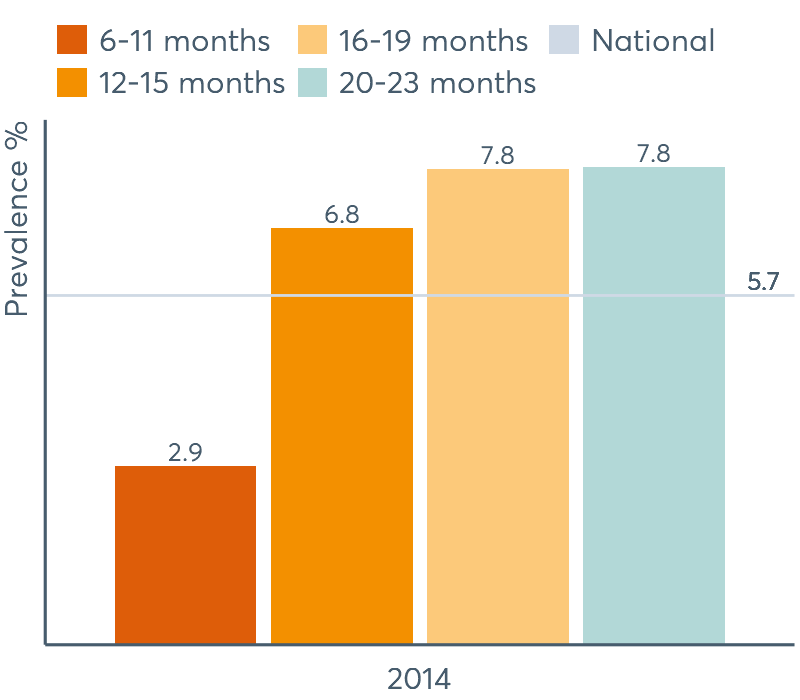 6-11 months 16-19 months National
12-15 months 20-23 months
Prevalence %
2.9
6.8
7.8
7.8
5.7
2014